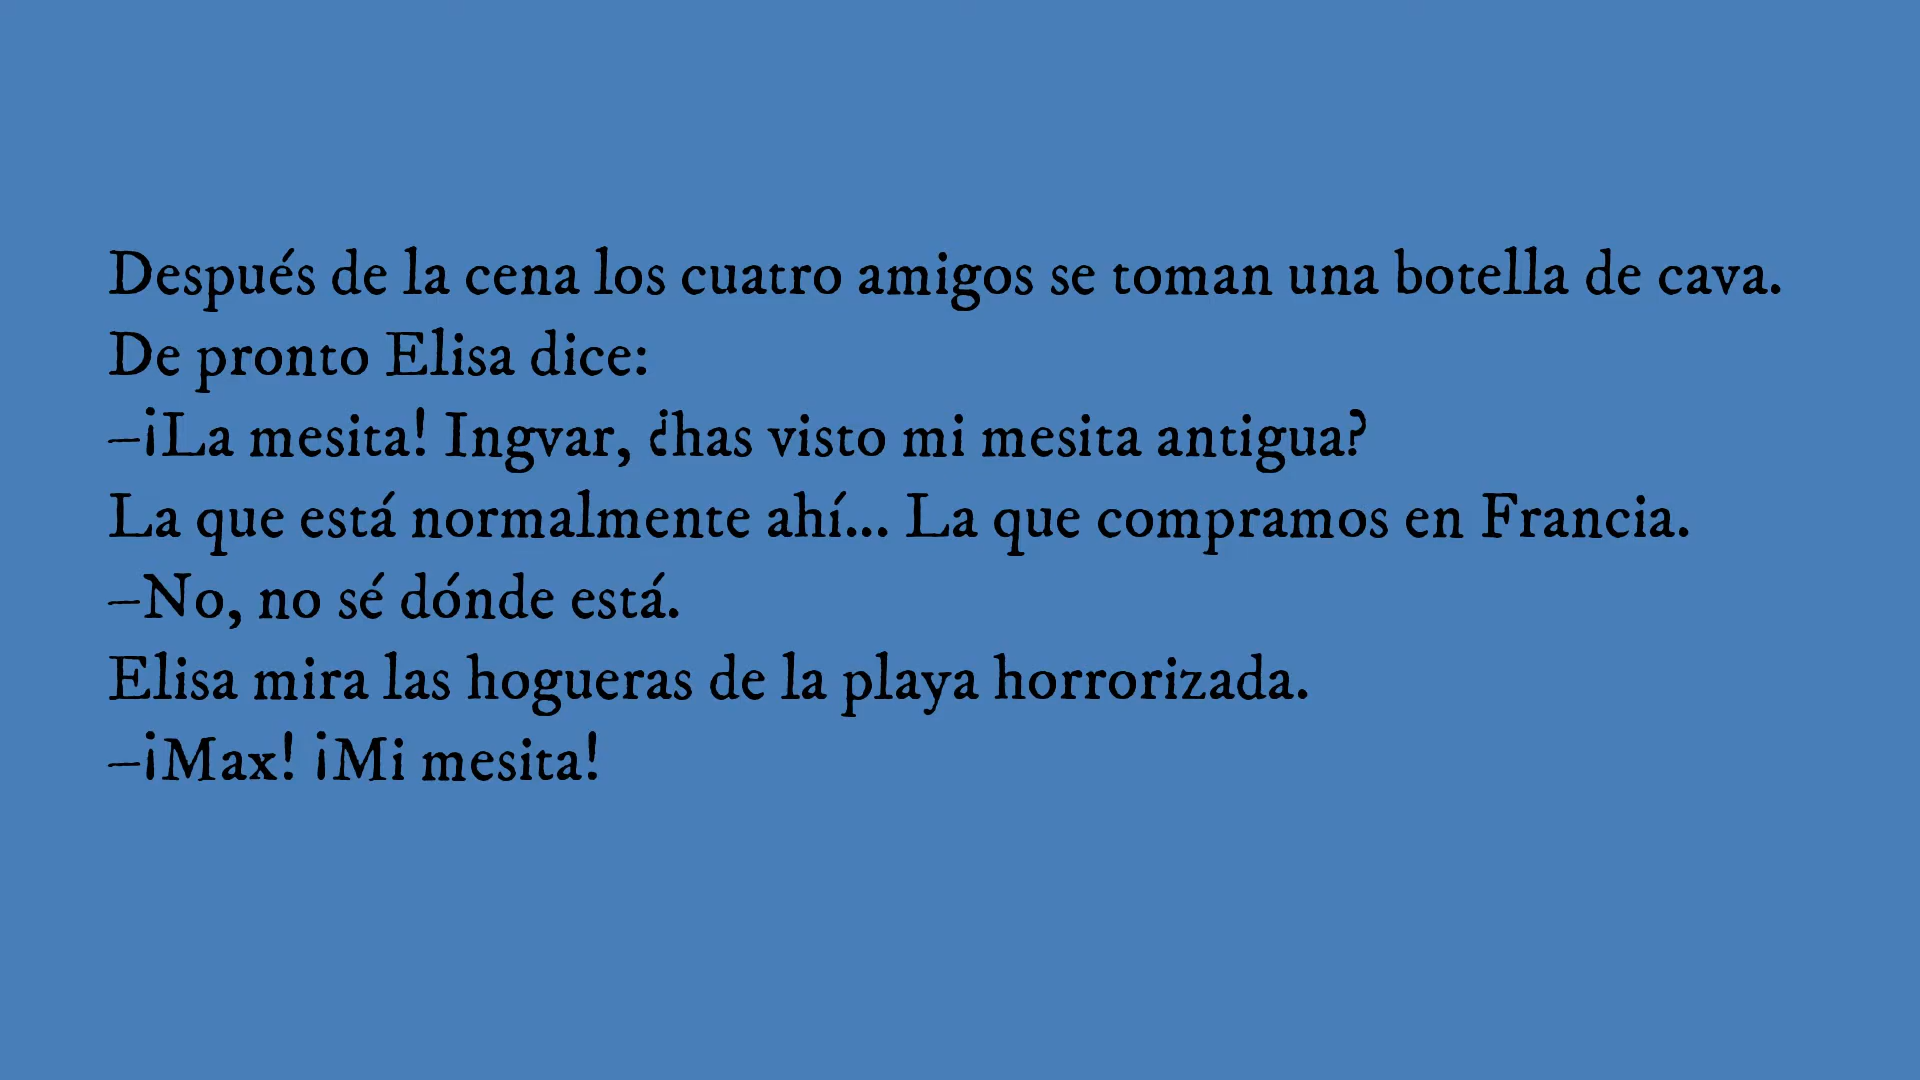 Después de la cena los cuatro amigos se toman una botella de cava.
De pronto Elisa dice:
–¡La mesita! Ingvar, ¿has visto mi mesita antigua?
La que está normalmente ahí... La que compramos en Francia.
–No, no sé dónde está.
Elisa mira las hogueras de la playa horrorizada.
–¡Max! ¡Mi mesita!